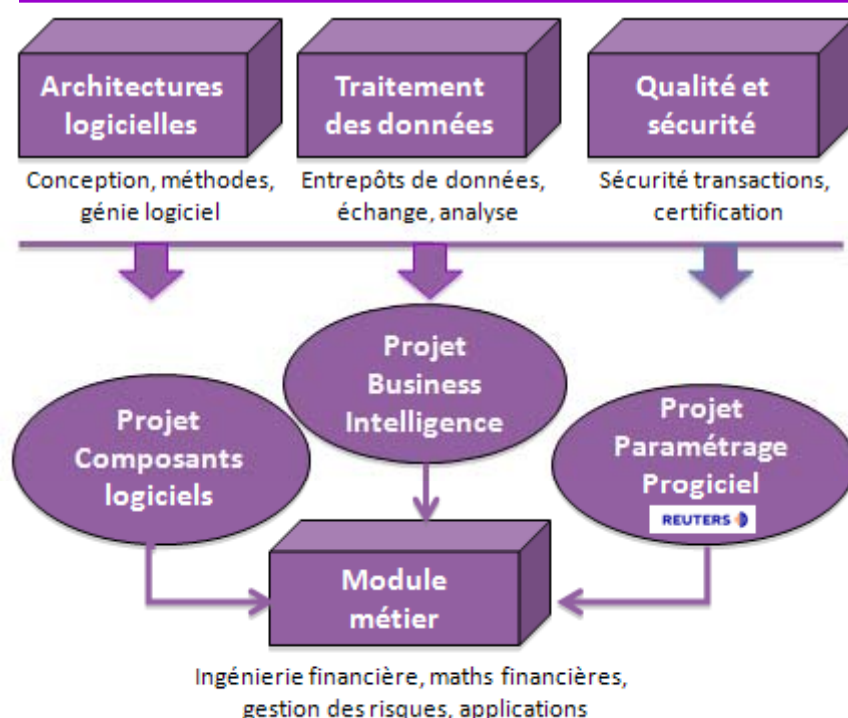 Architectures
logicielles
Traitement
des données
Qualité et
sécurité
Conception, méthodes,
génie logiciel
Entrepôts de données,
échange, analyse
Sécurité transactions,
certification
Projet
Composants
logiciels
Projet
Business
Intelligence
Projet
Paramétrage
Progiciel
REUTERS
Module
métier
Ingénierie financière, maths financières,
gestion des risques, applications